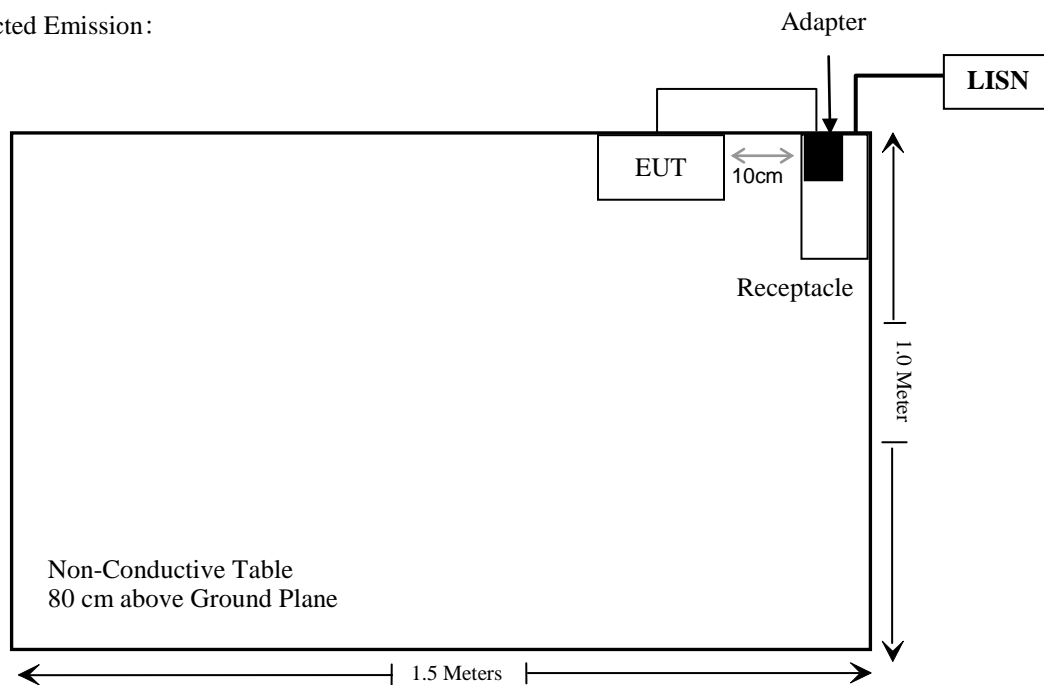 cted Emission:
Adapter
LISN
EUT
10cm
Receptacle
1.0 Meter
Non-Conductive Table
80 cm above Ground Plane
1.5 Meters